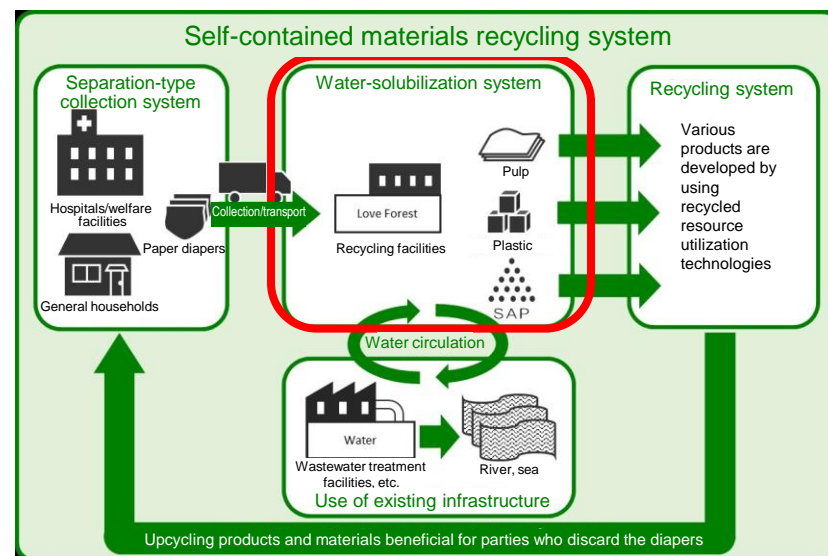 Self-contained materials recycling system
Separation-type
collection system
Hospitals/welfare
facilities
Paper diapers
General households
Collection/transport
Water-solubilization system
Love Forest
Recycling facilities
Pulp
Plastic
SAP
Recycling system
Various
products are
developed by
using
recycled
resource
utilization
technologies
Water circulation
Water
Wastewater treatment
facilities, etc.
River, sea
Use of existing infrastructure
Upcycling products and materials beneficial for parties who discard the diapers